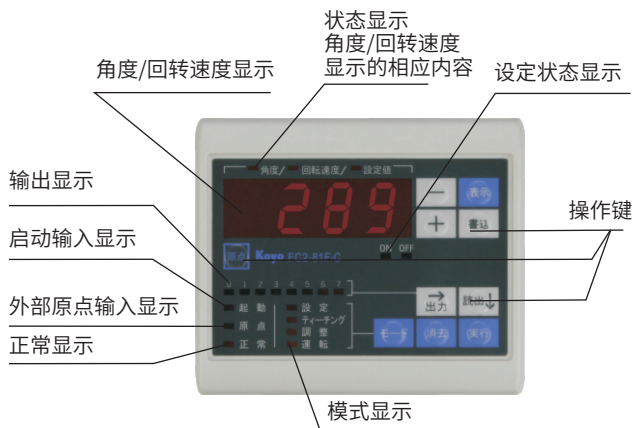 状态显示
角度/回转速度
显示的相应内容
角度/回转速度显示
设定状态显示
输出显示
启动输入显示
外部原点输入显示
正常显示
操作键
模式显示
角度/ 回転速度/ 設定値
289
－ 表示
＋ 書込
原点 Koyo EC2-81F-C ON OFF
0 1 2 3 4 5 6 7
→出力 読出↓
起動 設定
ティーチング
原点 調整
正常 運転
モード 消去 実行